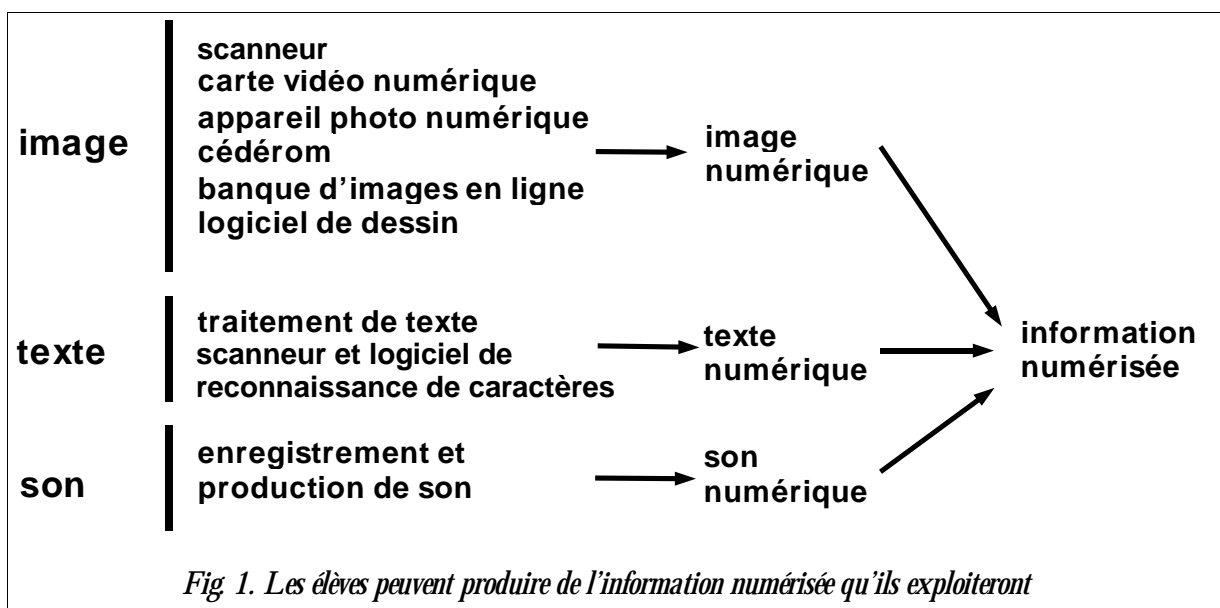 image
scanneur
carte vidéo numérique
appareil photo numérique
cédérom
banque d'images en ligne
logiciel de dessin
image
numérique
texte
traitement de texte
scanneur et logiciel de
reconnaissance de caractères
texte
numérique
information
numérisée
son
enregistrement et
production de son
son
numérique
Fig. 1. Les élèves peuvent produire de l'information numérisée qu'ils exploiteront